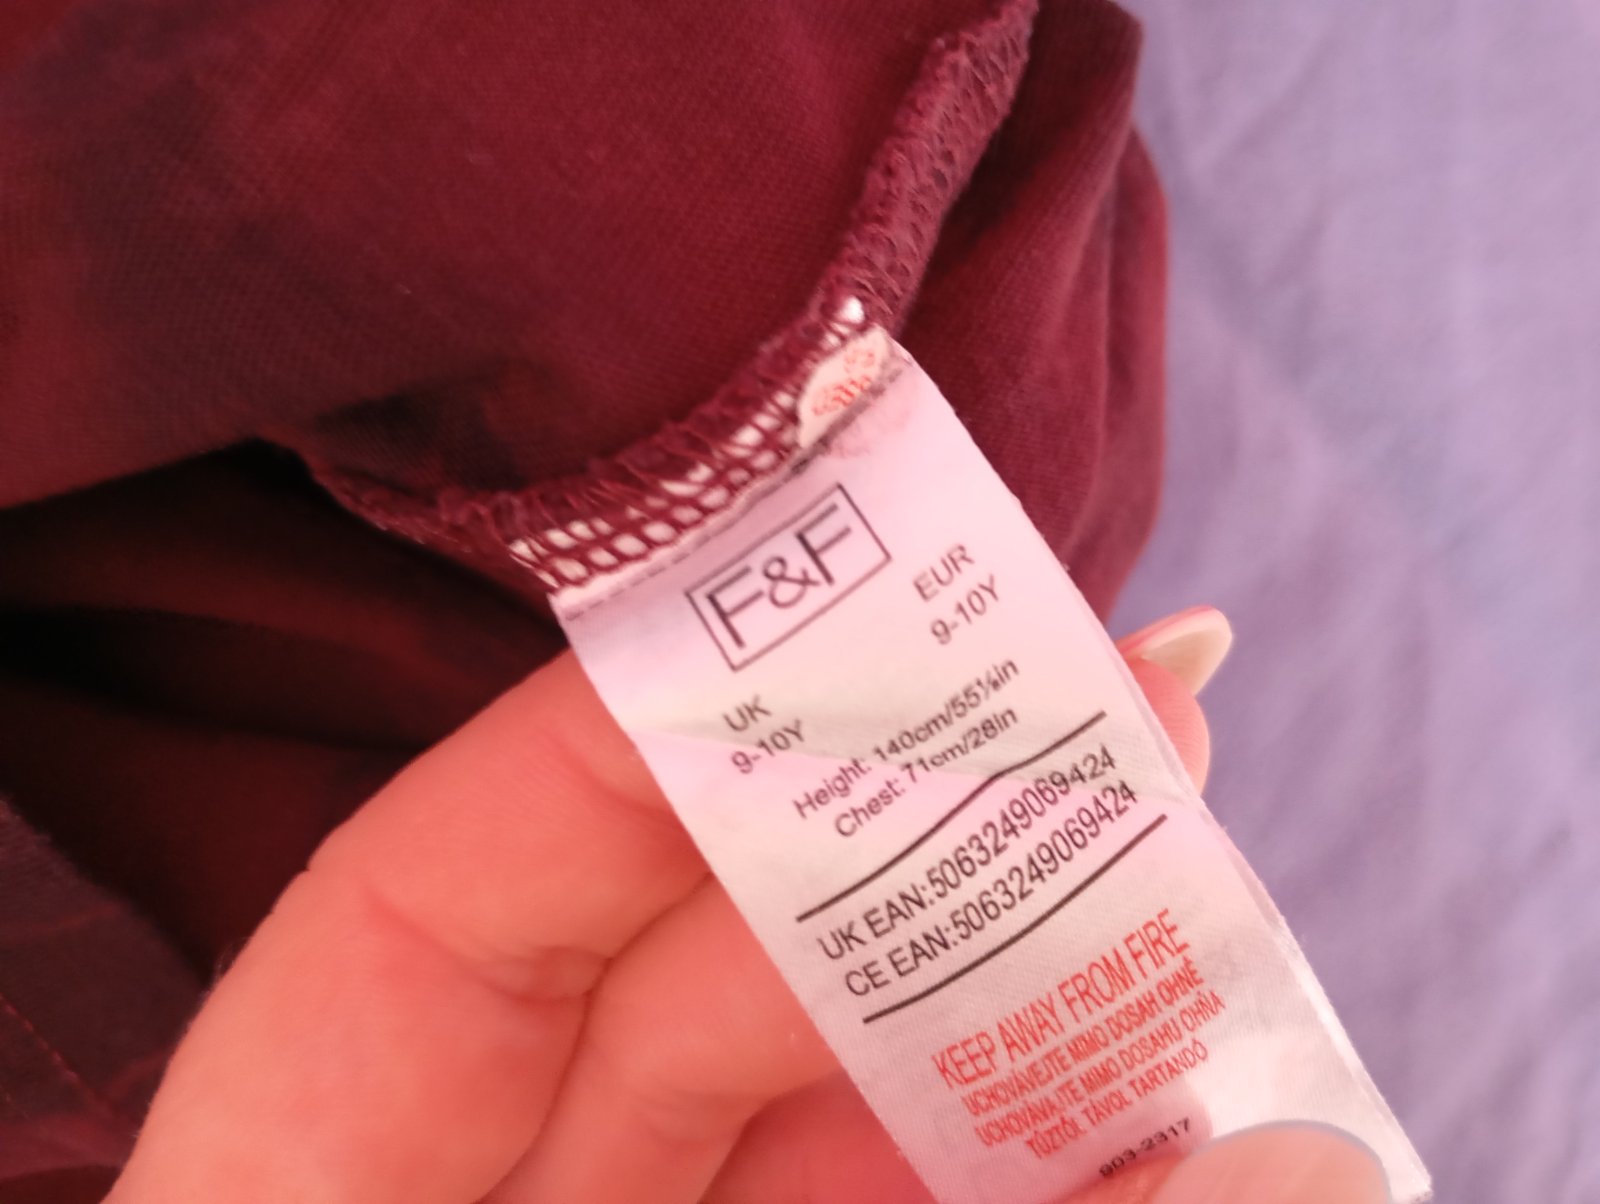 F&F
UK
9-10Y
EUR
9-10Y
Height: 140cm/55⅛in
Chest: 71cm/28in
UK EAN:5063249069424
CE EAN:5063249069424
KEEP AWAY FROM FIRE
UCHOVÁVEJTE MIMO DOSAH OHNĚ
UCHOVÁVAJTE MIMO DOSAHU OHŇA
TŰZTŐL TÁVOL TARTANDÓ
903-2317